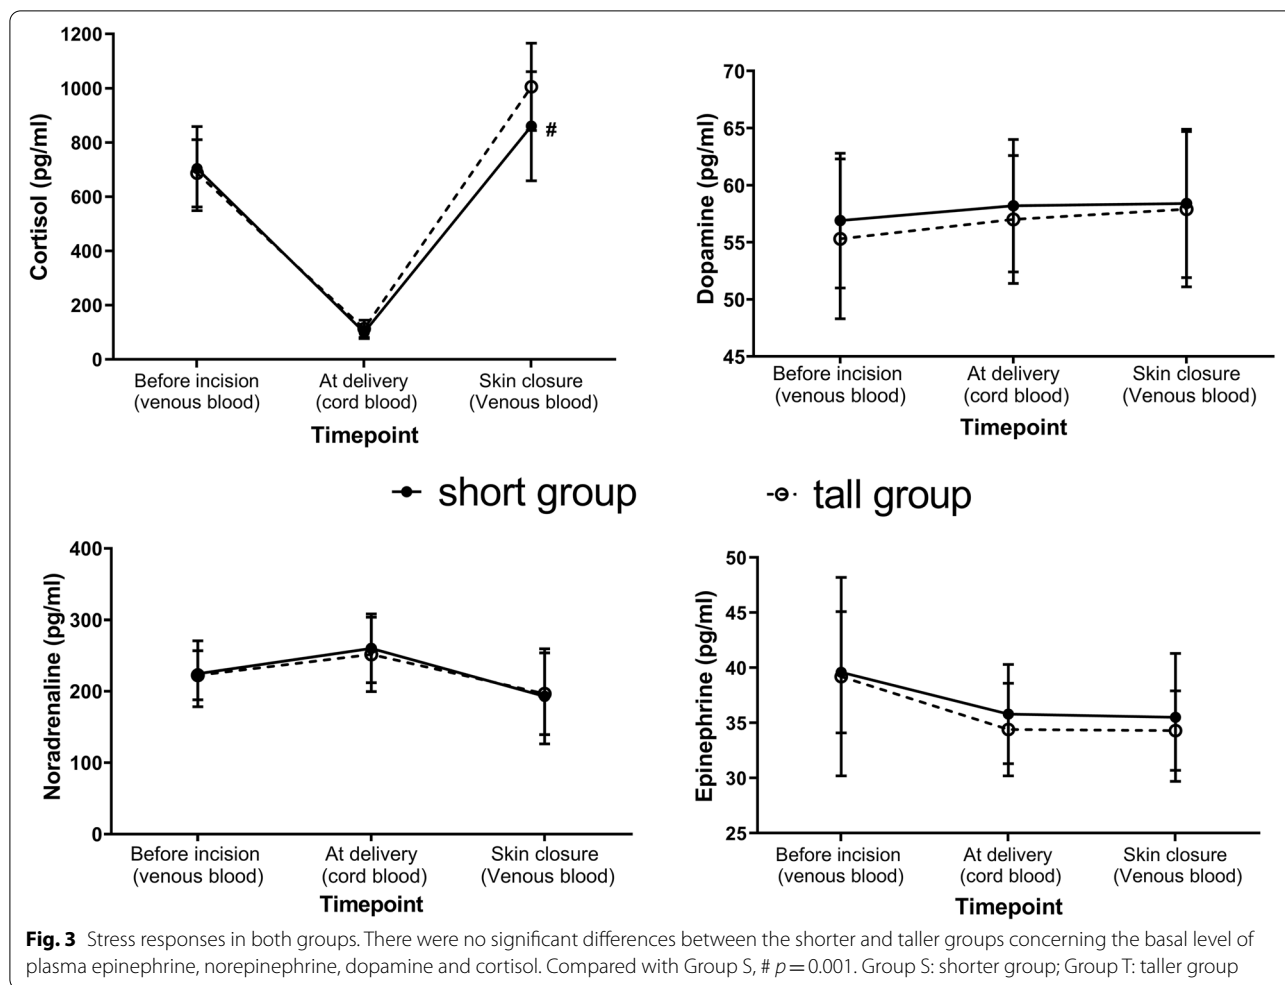 1200
1000
800
600
400
200
0
Cortisol (pg/ml)
#
Before incision
(venous blood)
At delivery
(cord blood)
Skin closure
(Venous blood)
Timepoint
70
65
60
55
50
45
Dopamine (pg/ml)
Before incision
(venous blood)
At delivery
(cord blood)
Skin closure
(Venous blood)
Timepoint
short group
tall group
400
300
200
100
0
Noradrenaline (pg/ml)
Before incision
(venous blood)
At delivery
(cord blood)
Skin closure
(Venous blood)
Timepoint
50
45
40
35
30
25
Epinephrine (pg/ml)
Before incision
(venous blood)
At delivery
(cord blood)
Skin closure
(Venous blood)
Timepoint
Fig. 3 Stress responses in both groups. There were no significant differences between the shorter and taller groups concerning the basal level of
plasma epinephrine, norepinephrine, dopamine and cortisol. Compared with Group S, # p = 0.001. Group S: shorter group; Group T: taller group